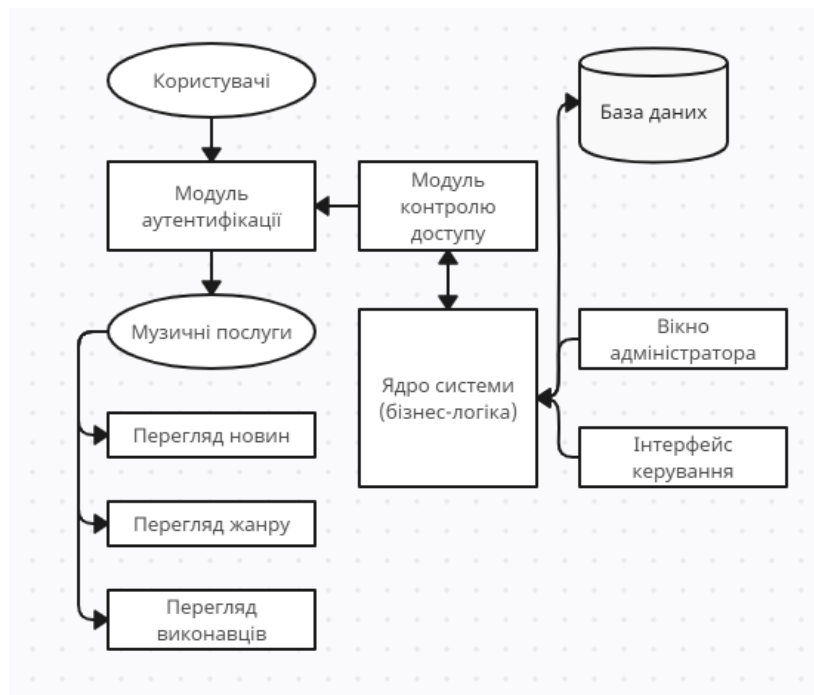 Користувачі
База даних
Модуль
аутентифікації
Модуль
контролю
доступу
Музичні послуги
Ядро системи
(бізнес-логіка)
Вікно
адміністратора
Перегляд новин
Інтерфейс
керування
Перегляд жанру
Перегляд
виконавців